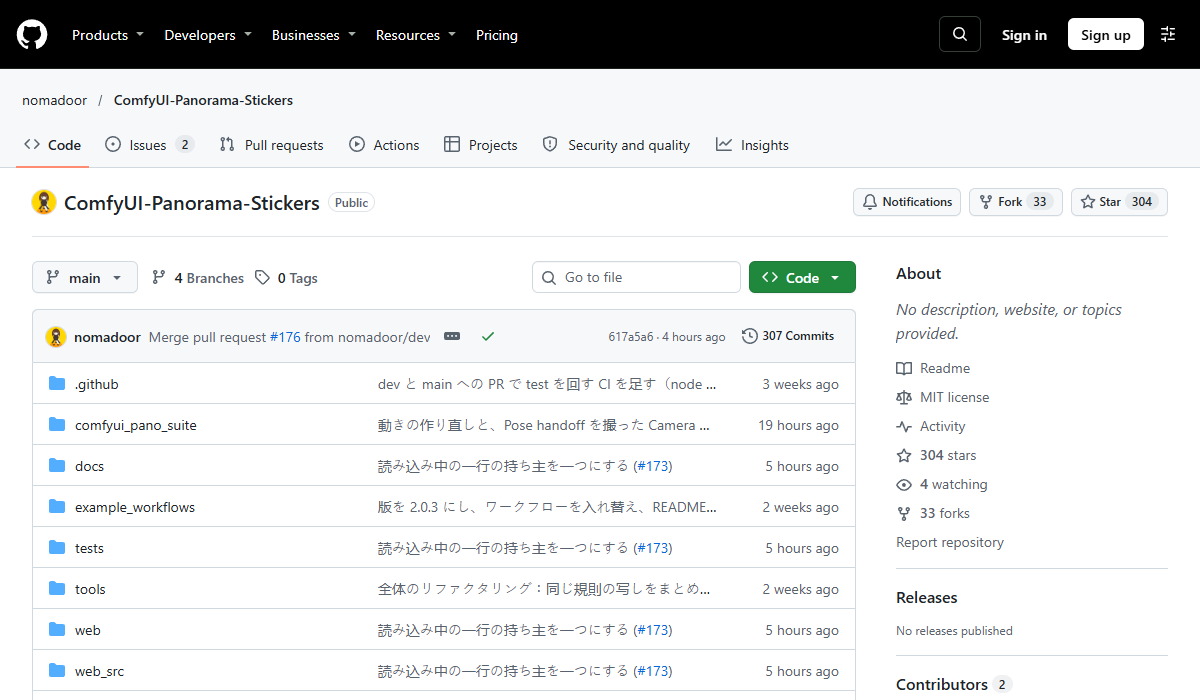 Products Developers Businesses Resources Pricing Sign in Sign up
nomadoor / ComfyUI-Panorama-Stickers
Code Issues 2 Pull requests Actions Projects Security and quality Insights
ComfyUI-Panorama-Stickers Public Notifications Fork 33 Star 304
main 4 Branches 0 Tags Go to file Code
nomadoor Merge pull request #176 from nomadoor/dev 617a5a6 · 4 hours ago 307 Commits
.github dev と main への PR で test を回す CI を足す（node ... 3 weeks ago
comfyui_pano_suite 動きの作り直しと、Pose handoff を撮った Camera ... 19 hours ago
docs 読み込み中の一行の持ち主を一つにする (#173) 5 hours ago
example_workflows 版を 2.0.3 にし、ワークフローを入れ替え、README... 2 weeks ago
tests 読み込み中の一行の持ち主を一つにする (#173) 5 hours ago
tools 全体のリファクタリング：同じ規則の写しをまとめ... 2 weeks ago
web 読み込み中の一行の持ち主を一つにする (#173) 5 hours ago
web_src 読み込み中の一行の持ち主を一つにする (#173) 5 hours ago
About
No description, website, or topics
provided.
Readme
MIT license
Activity
304 stars
4 watching
33 forks
Report repository
Releases
No releases published
Contributors 2